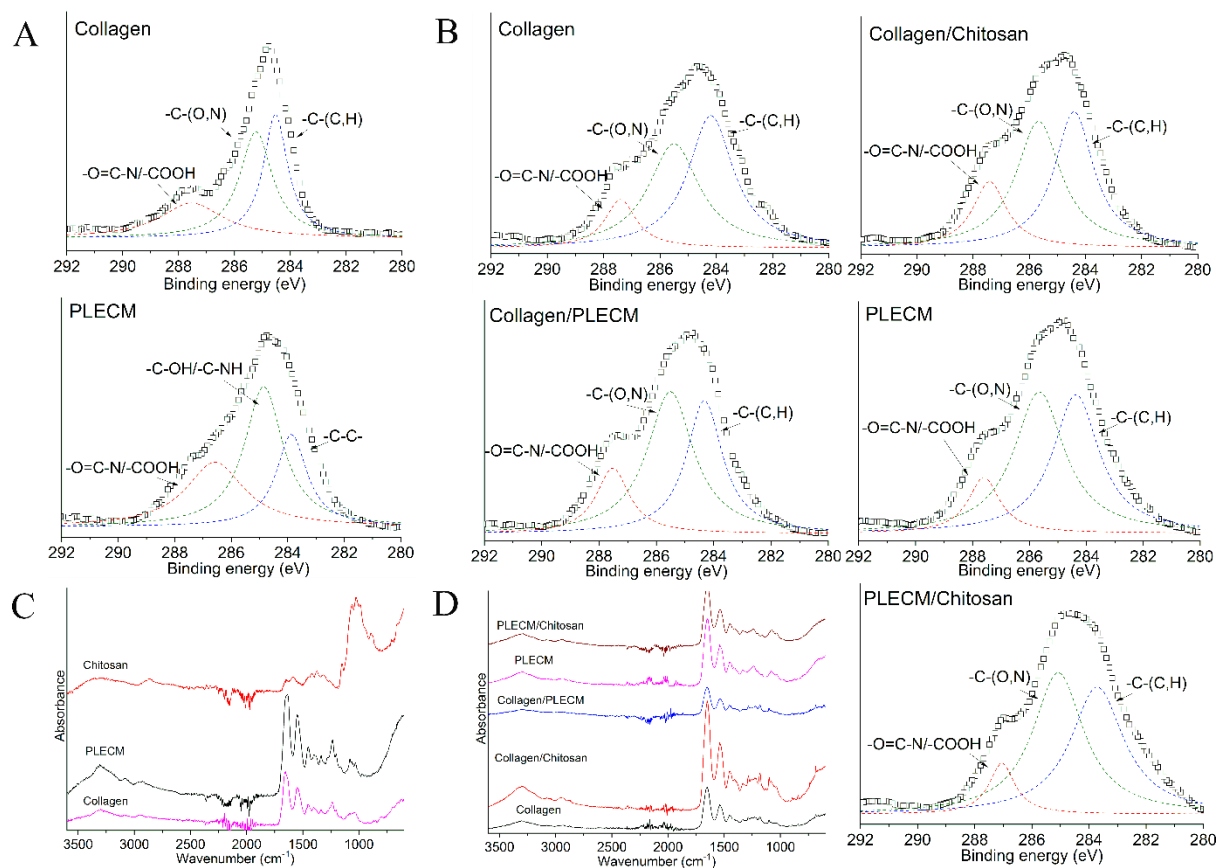 A
Collagen
-C-(O,N)
-C-(C,H)
-O=C-N/-COOH
292 290 288 286 284 282 280
Binding energy (eV)
PLECM
-C-OH/-C-NH
-C-C-
-O=C-N/-COOH
292 290 288 286 284 282 280
Binding energy (eV)
B
Collagen
-C-(O,N)
-C-(C,H)
-O=C-N/-COOH
292 290 288 286 284 282 280
Binding energy (eV)
Collagen/Chitosan
-C-(O,N)
-C-(C,H)
-O=C-N/-COOH
292 290 288 286 284 282 280
Binding energy (eV)
Collagen/PLECM
-C-(O,N)
-C-(C,H)
-O=C-N/-COOH
292 290 288 286 284 282 280
Binding energy (eV)
PLECM
-C-(O,N)
-C-(C,H)
-O=C-N/-COOH
292 290 288 286 284 282 280
Binding energy (eV)
PLECM/Chitosan
-C-(O,N)
-C-(C,H)
-O=C-N/-COOH
292 290 288 286 284 282 280
Binding energy (eV)
C
Absorbance
Chitosan
PLECM
Collagen
3500 3000 2500 2000 1500 1000
Wavenumber (cm⁻¹)
D
Absorbance
PLECM/Chitosan
PLECM
Collagen/PLECM
Collagen/Chitosan
Collagen
3500 3000 2500 2000 1500 1000
Wavenumber (cm⁻¹)